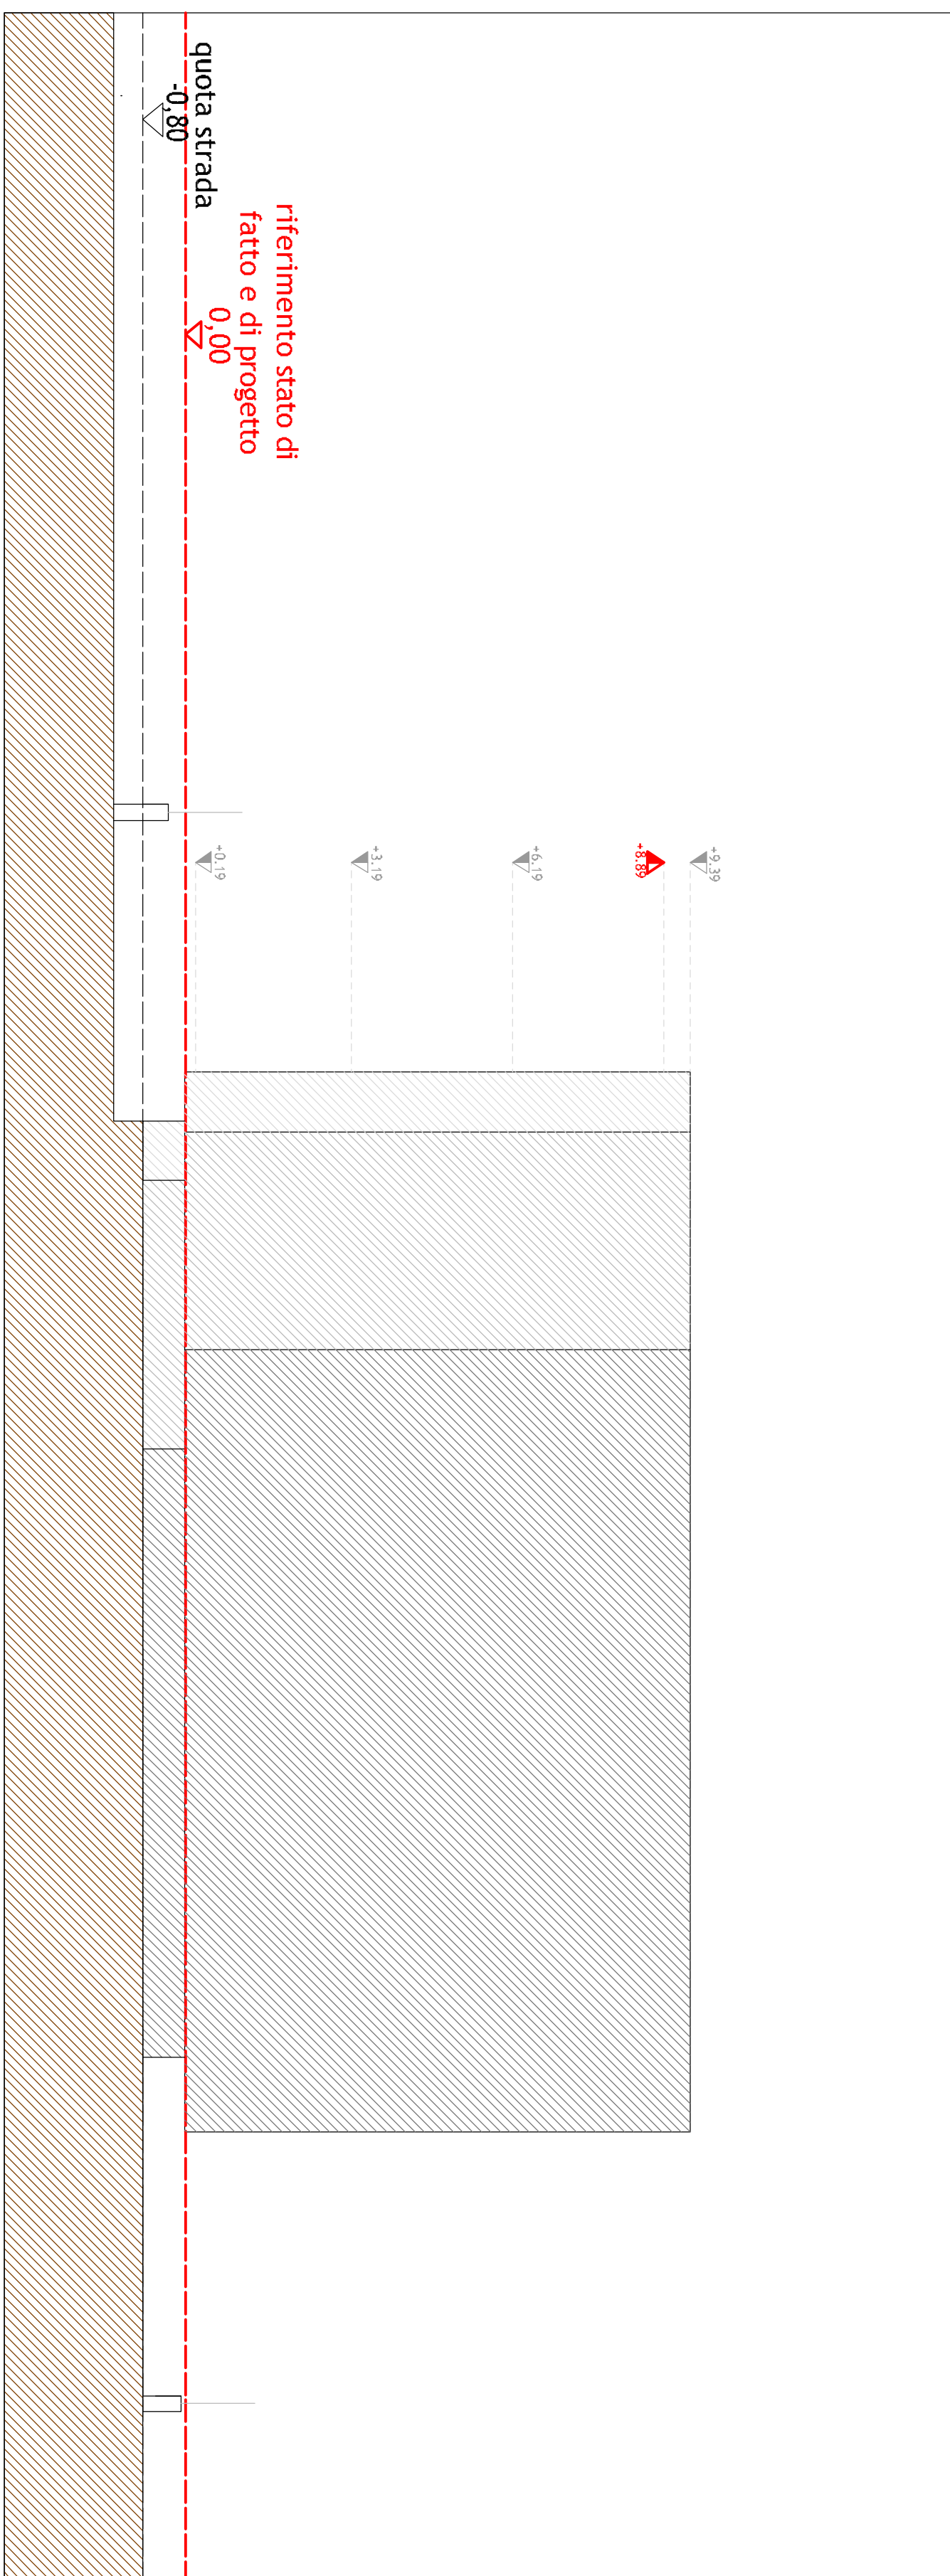 quota strada
-0,80
riferimento stato di
fatto e di progetto
0,00
+9.39
+8.89
+6.19
+3.19
+0.19